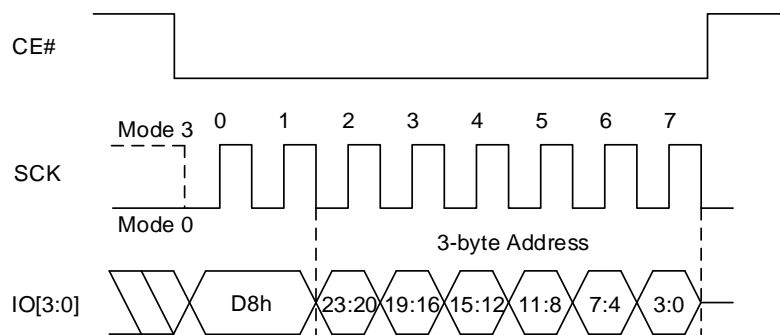 CE#
Mode 3 0 1 2 3 4 5 6 7
SCK
Mode 0
3-byte Address
IO[3:0] D8h 23:20 19:16 15:12 11:8 7:4 3:0